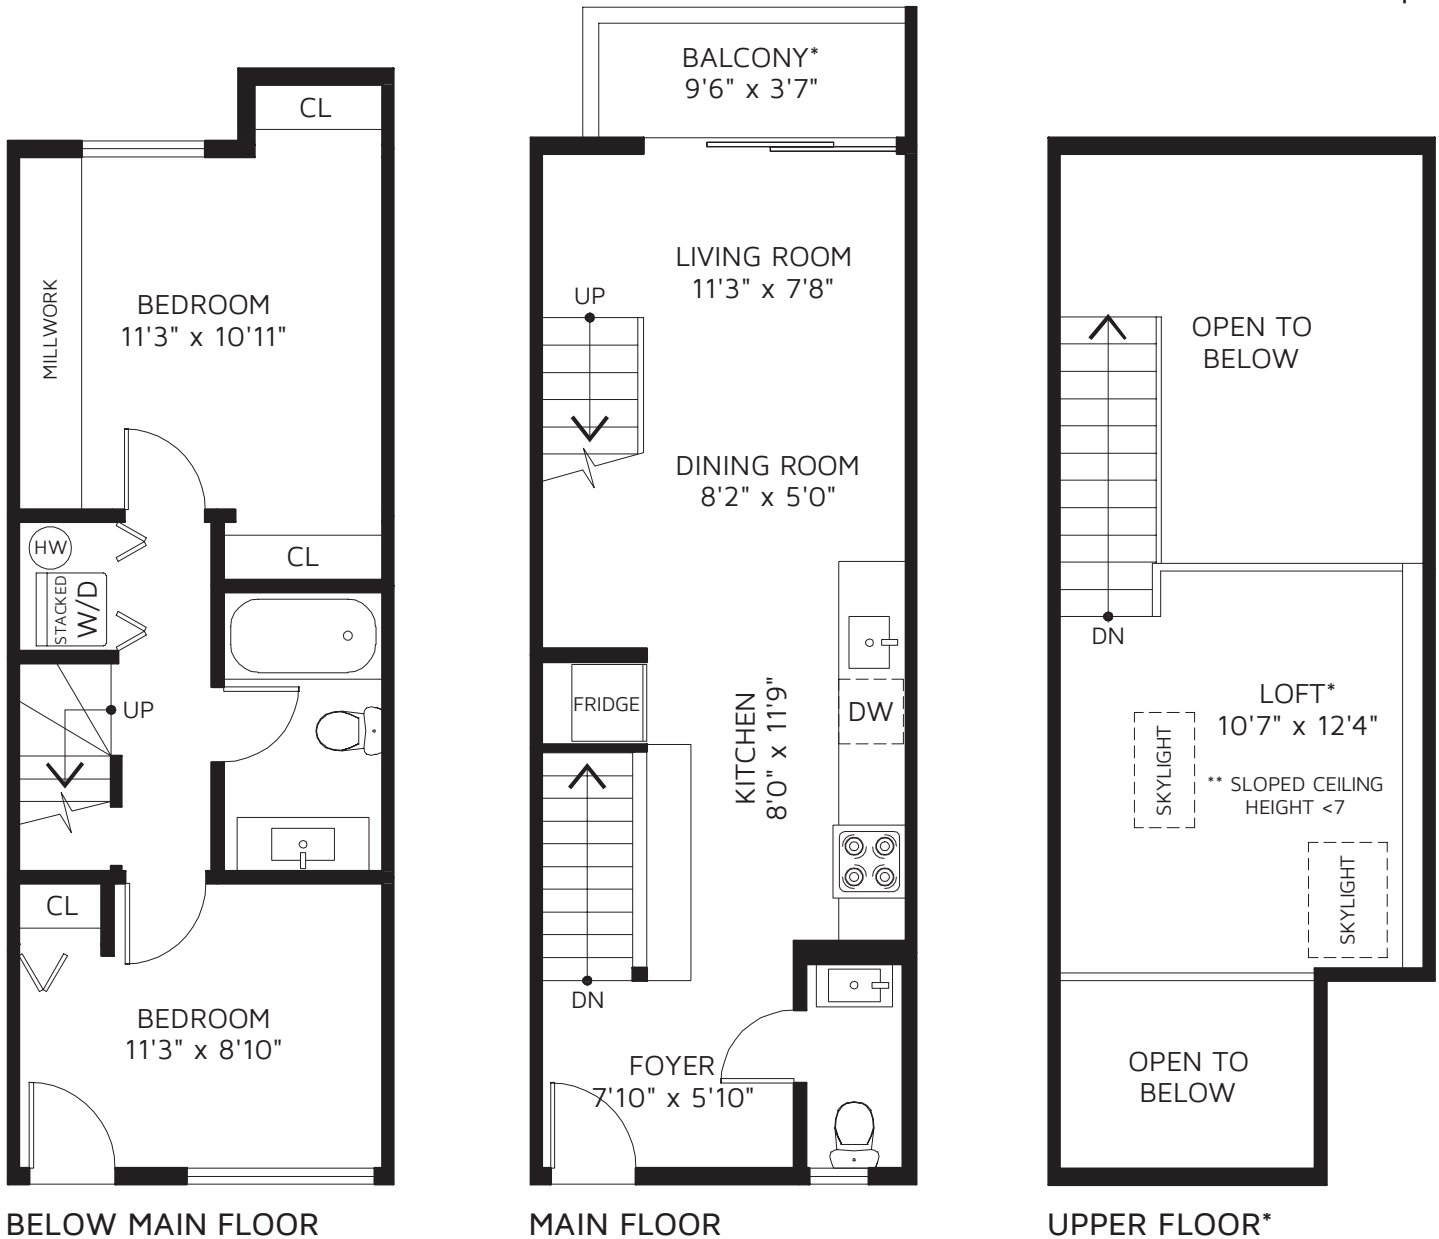 CL
BEDROOM
11'3" x 10'11"
MILLWORK
HW
STACKED
W/D
CL
UP
CL
BEDROOM
11'3" x 8'10"
BELOW MAIN FLOOR
BALCONY*
9'6" x 3'7"
LIVING ROOM
11'3" x 7'8"
UP
DINING ROOM
8'2" x 5'0"
FRIDGE
KITCHEN
8'0" x 11'9"
DW
DN
FOYER
7'10" x 5'10"
MAIN FLOOR
OPEN TO
BELOW
DN
LOFT*
10'7" x 12'4"
SKYLIGHT
** SLOPED CEILING
HEIGHT <7
SKYLIGHT
OPEN TO
BELOW
UPPER FLOOR*